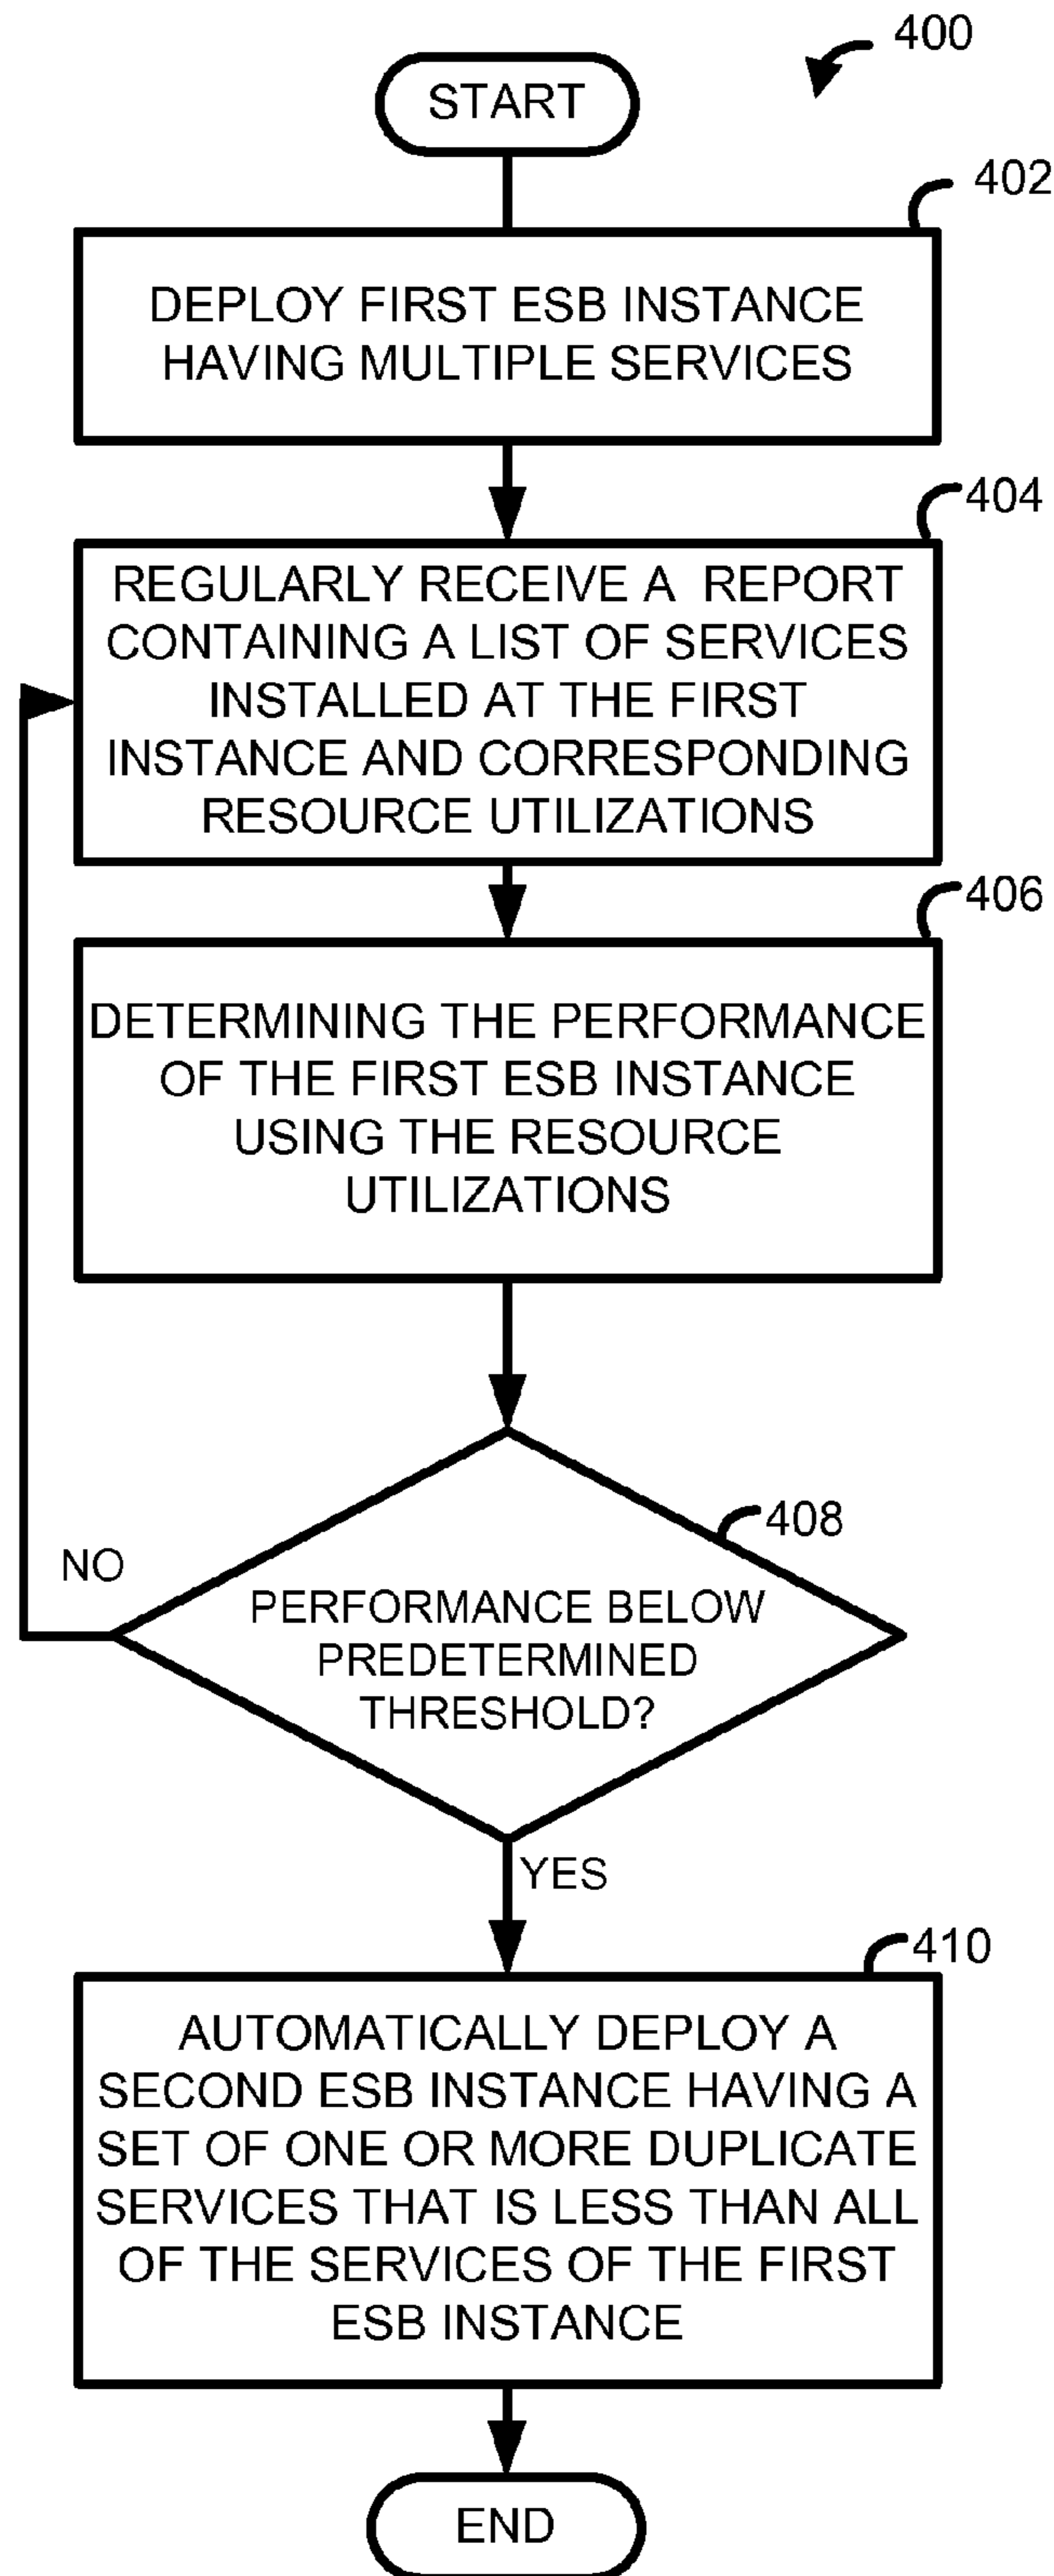 400
START
402
DEPLOY FIRST ESB INSTANCE
HAVING MULTIPLE SERVICES
404
REGULARLY RECEIVE A REPORT
CONTAINING A LIST OF SERVICES
INSTALLED AT THE FIRST
INSTANCE AND CORRESPONDING
RESOURCE UTILIZATIONS
406
DETERMINING THE PERFORMANCE
OF THE FIRST ESB INSTANCE
USING THE RESOURCE
UTILIZATIONS
408
NO
PERFORMANCE BELOW
PREDETERMINED
THRESHOLD?
YES
410
AUTOMATICALLY DEPLOY A
SECOND ESB INSTANCE HAVING A
SET OF ONE OR MORE DUPLICATE
SERVICES THAT IS LESS THAN ALL
OF THE SERVICES OF THE FIRST
ESB INSTANCE
END